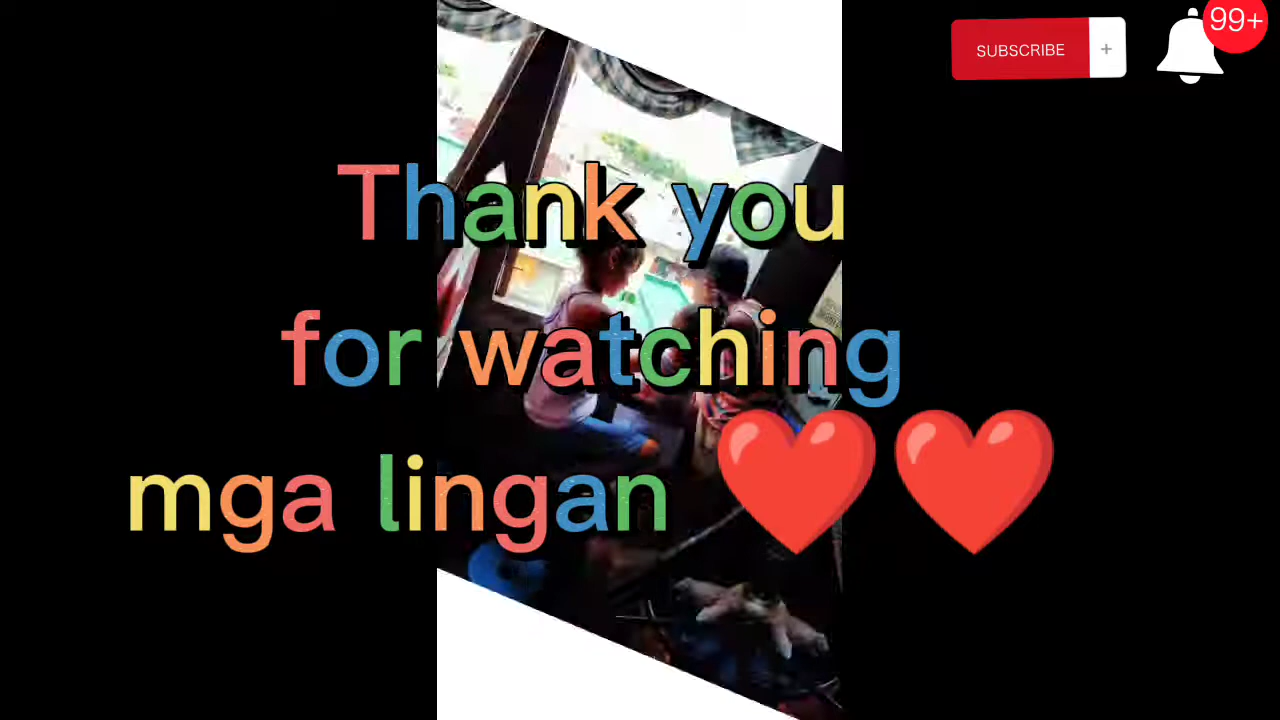 SUBSCRIBE +
99+
Thank you
for watching
mga lingan ❤️❤️